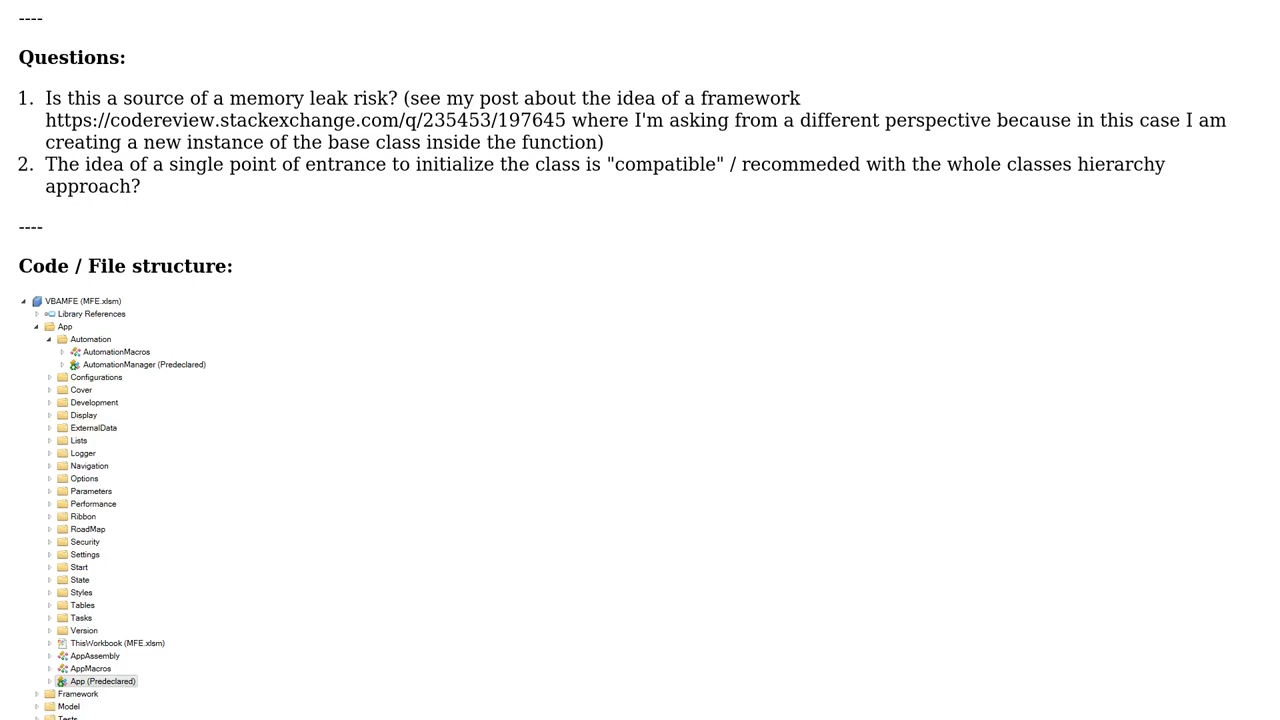 ----
Questions:
1. Is this a source of a memory leak risk? (see my post about the idea of a framework
https://codereview.stackexchange.com/q/235453/197645 where I'm asking from a different perspective because in this case I am
creating a new instance of the base class inside the function)
2. The idea of a single point of entrance to initialize the class is "compatible" / recommeded with the whole classes hierarchy
approach?
----
Code / File structure:
VBAMFE (MFE.xlsm)
Library References
App
Automation
AutomationMacros
AutomationManager (Predeclared)
Configurations
Cover
Development
Display
ExternalData
Lists
Logger
Navigation
Options
Parameters
Performance
Ribbon
RoadMap
Security
Settings
Start
State
Styles
Tables
Tasks
Version
ThisWorkbook (MFE.xlsm)
AppAssembly
AppMacros
App (Predeclared)
Framework
Model
Tests